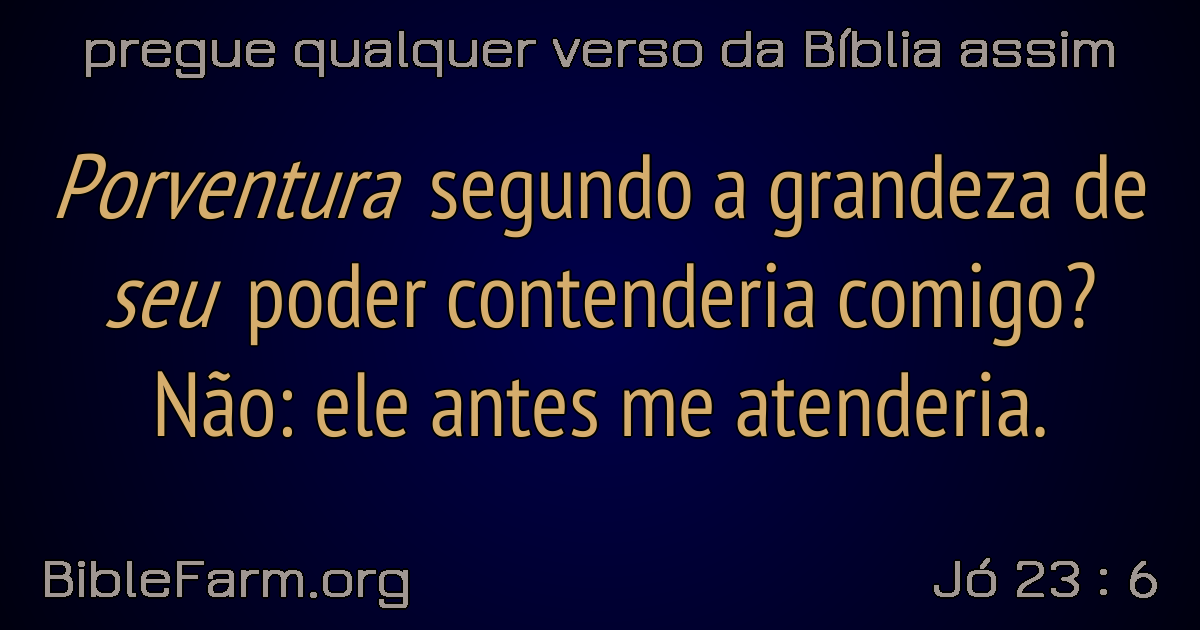 pregue qualquer verso da Bíblia assim
Porventura segundo a grandeza de
seu poder contenderia comigo?
Não: ele antes me atenderia.
BibleFarm.org
Jó 23 : 6